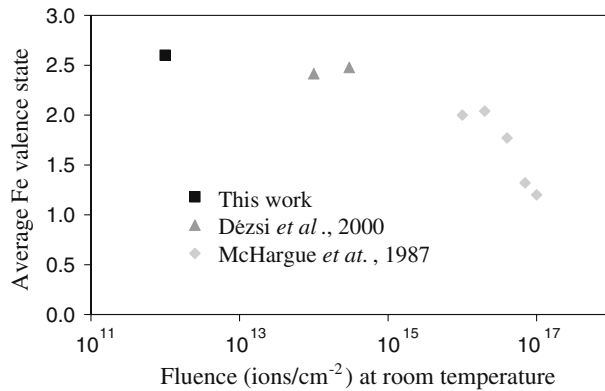 3.0
2.5
2.0
1.5
1.0
0.5
0.0
Average Fe valence state
This work
Dézsi et al., 2000
McHargue et at., 1987
10¹¹ 10¹³ 10¹⁵ 10¹⁷
Fluence (ions/cm⁻²) at room temperature